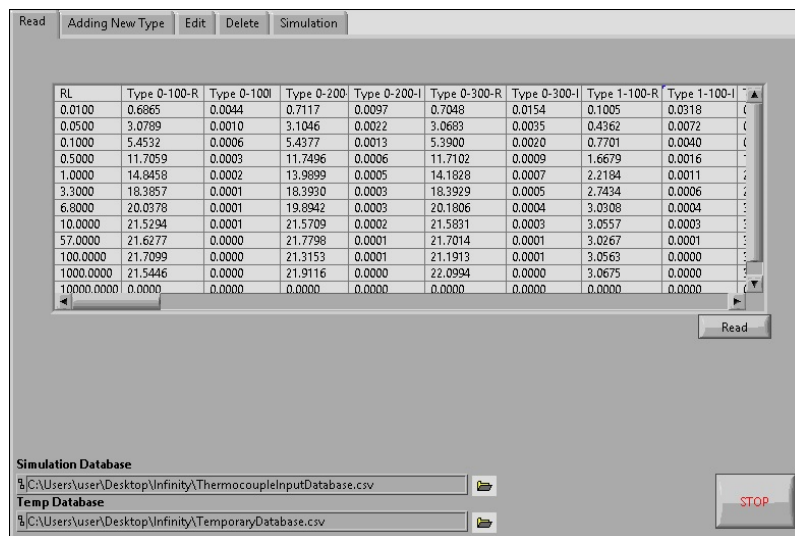 Read Adding New Type Edit Delete Simulation
RL Type 0-100-R Type 0-100I Type 0-200- Type 0-200-I Type 0-300-R Type 0-300-I Type 1-100-R Type 1-100-I
0.0100 0.6865 0.0044 0.7117 0.0097 0.7048 0.0154 0.1005 0.0318
0.0500 3.0789 0.0010 3.1046 0.0022 3.0683 0.0035 0.4362 0.0072
0.1000 5.4532 0.0006 5.4377 0.0013 5.3900 0.0020 0.7701 0.0040
0.5000 11.7059 0.0003 11.7496 0.0006 11.7102 0.0009 1.6679 0.0016
1.0000 14.8458 0.0002 13.9899 0.0005 14.1828 0.0007 2.2184 0.0011
3.3000 18.3857 0.0001 18.3930 0.0003 18.3929 0.0005 2.7434 0.0006
6.8000 20.0378 0.0001 19.8942 0.0003 20.1806 0.0004 3.0308 0.0004
10.0000 21.5294 0.0001 21.5709 0.0002 21.5831 0.0003 3.0557 0.0003
57.0000 21.6277 0.0000 21.7798 0.0001 21.7014 0.0001 3.0267 0.0001
100.0000 21.7099 0.0000 21.3153 0.0001 21.1913 0.0001 3.0563 0.0000
1000.0000 21.5446 0.0000 21.9116 0.0000 22.0994 0.0000 3.0675 0.0000
10000.0000 0.0000 0.0000 0.0000 0.0000 0.0000 0.0000 0.0000 0.0000
Read
Simulation Database
C:\Users\user\Desktop\Infinity\ThermocoupleInputDatabase.csv
Temp Database
C:\Users\user\Desktop\Infinity\TemporaryDatabase.csv
STOP